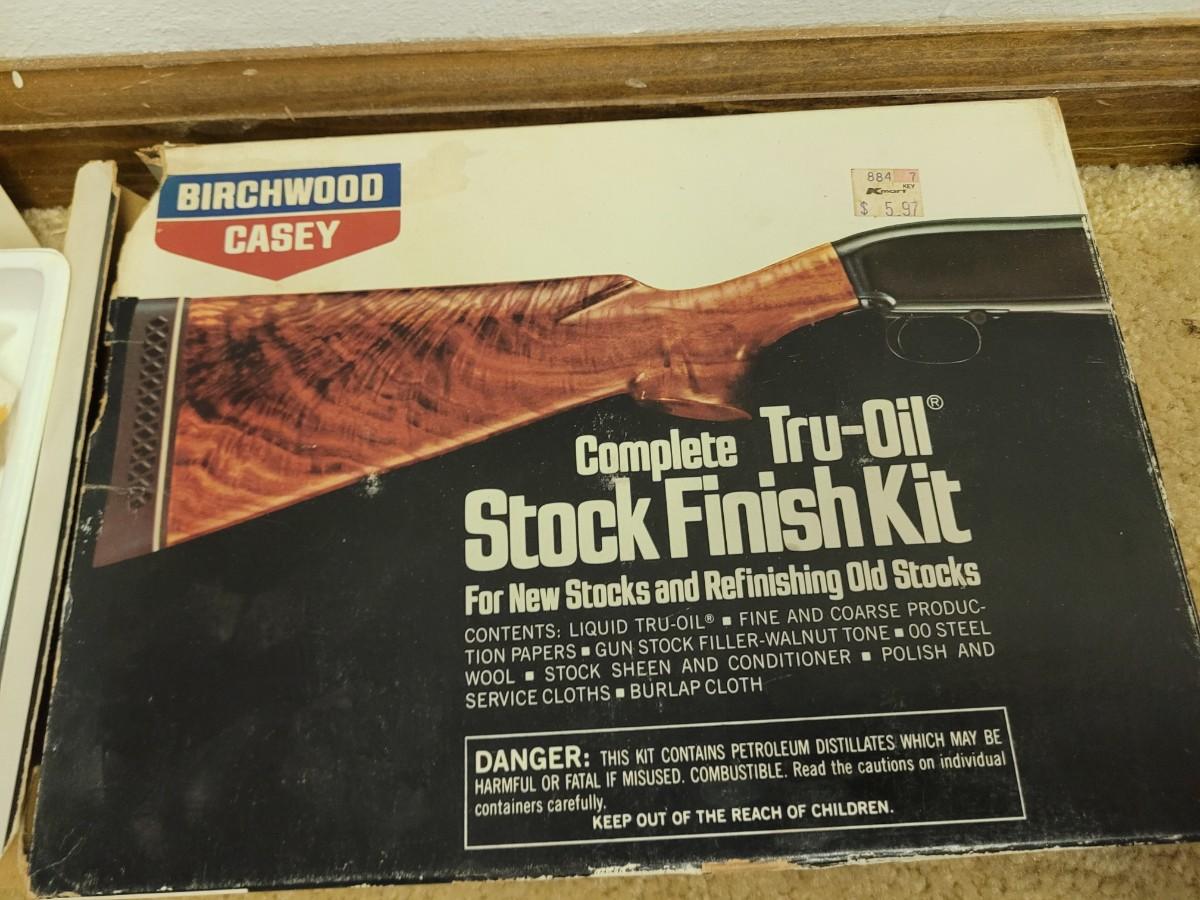 BIRCHWOOD
CASEY
884 7
KEY
Kmart
$ 5.97
Complete Tru-Oil®
Stock Finish Kit
For New Stocks and Refinishing Old Stocks
CONTENTS: LIQUID TRU-OIL® ■ FINE AND COARSE PRODUC-
TION PAPERS ■ GUN STOCK FILLER-WALNUT TONE ■ OO STEEL
WOOL ■ STOCK SHEEN AND CONDITIONER ■ POLISH AND
SERVICE CLOTHS ■ BURLAP CLOTH
DANGER: THIS KIT CONTAINS PETROLEUM DISTILLATES WHICH MAY BE
HARMFUL OR FATAL IF MISUSED. COMBUSTIBLE. Read the cautions on individual
containers carefully.
KEEP OUT OF THE REACH OF CHILDREN.